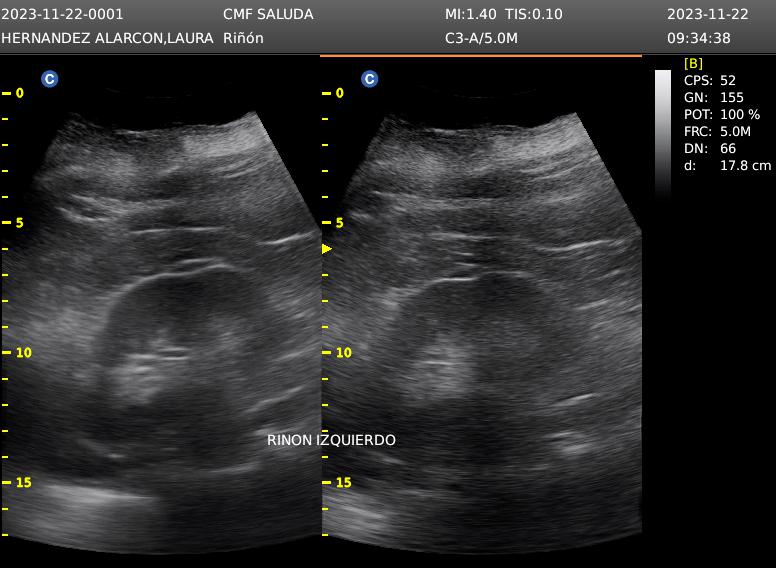 2023-11-22-0001 CMF SALUDA MI:1.40 TIS:0.10 2023-11-22
HERNANDEZ ALARCON,LAURA Riñón C3-A/5.0M 09:34:38
[B]
CPS: 52
GN: 155
POT: 100 %
FRC: 5.0M
DN: 66
d: 17.8 cm
C C
0 0
5 5
10 10
RINON IZQUIERDO
15 15